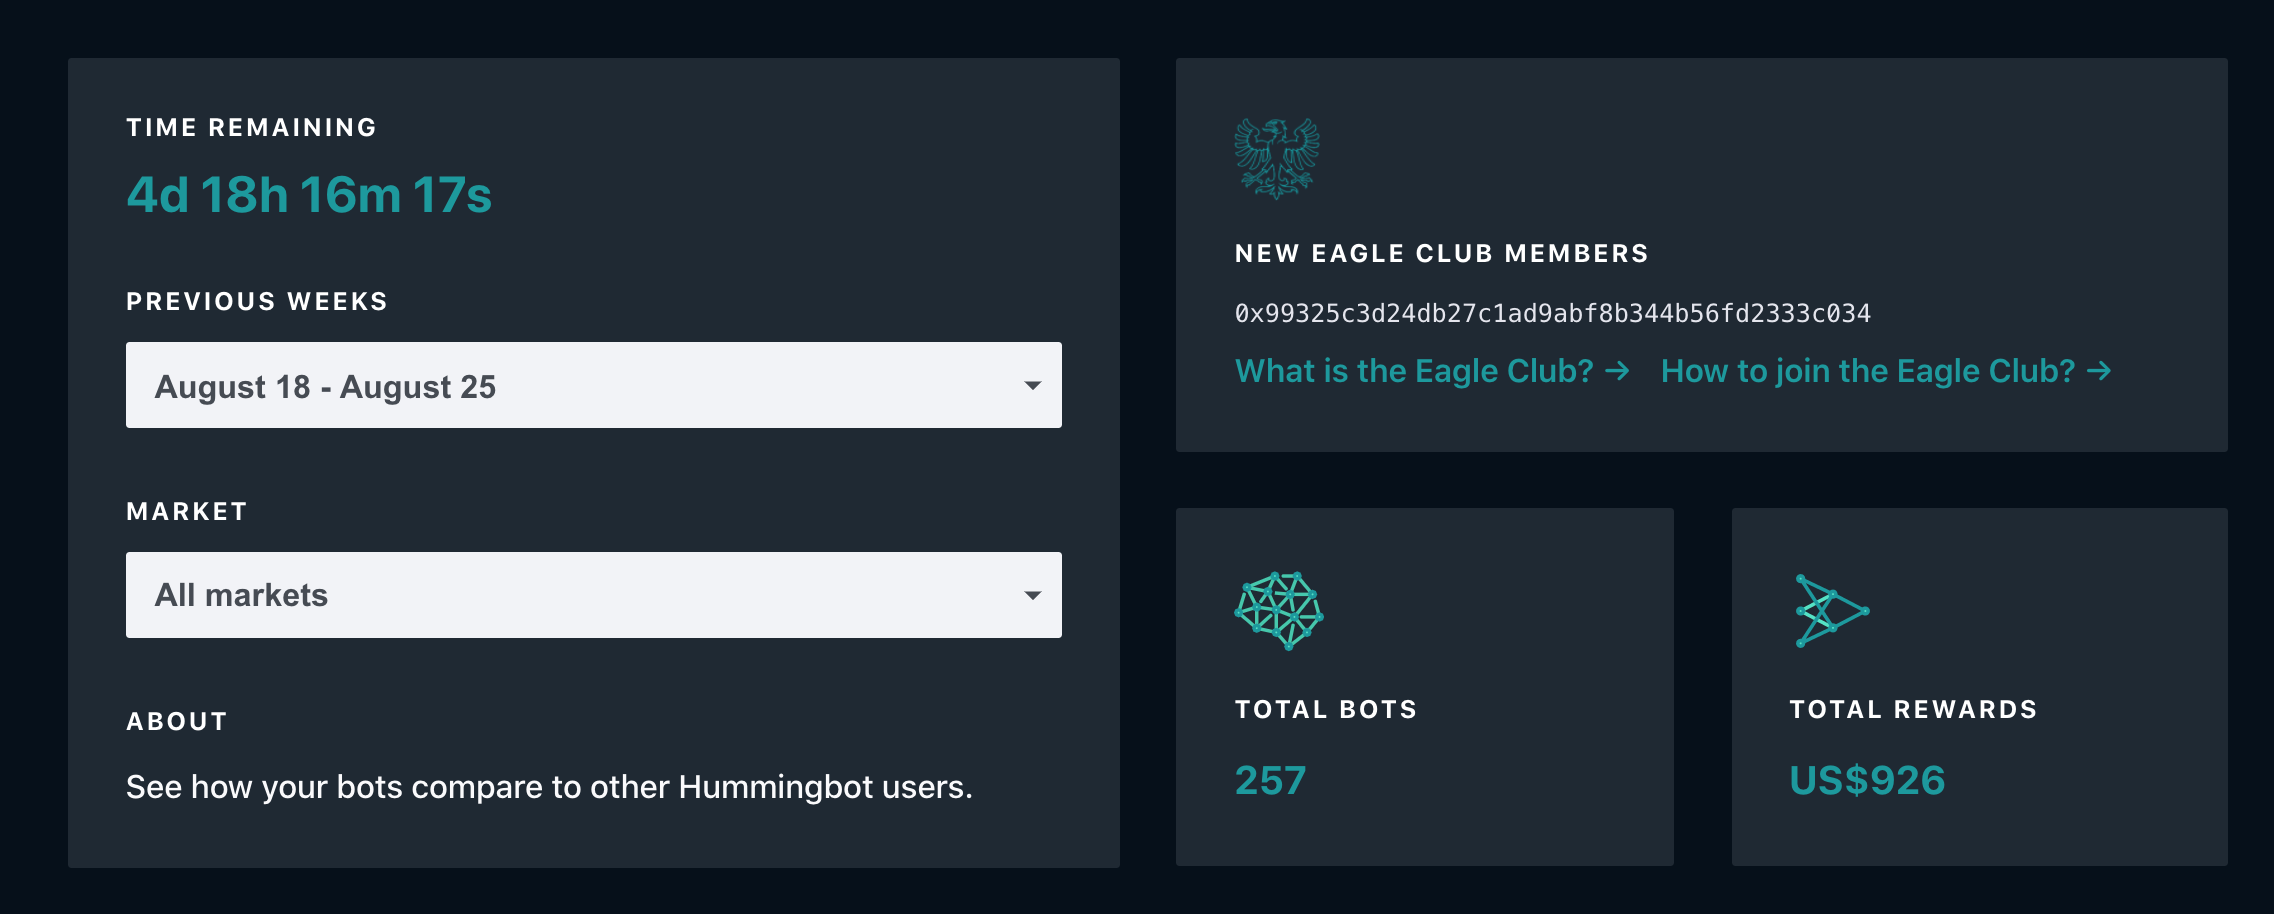 TIME REMAINING
4d 18h 16m 17s
PREVIOUS WEEKS
August 18 - August 25
MARKET
All markets
ABOUT
See how your bots compare to other Hummingbot users.
NEW EAGLE CLUB MEMBERS
0x99325c3d24db27c1ad9abf8b344b56fd2333c034
What is the Eagle Club? → How to join the Eagle Club? →
TOTAL BOTS
257
TOTAL REWARDS
US$926